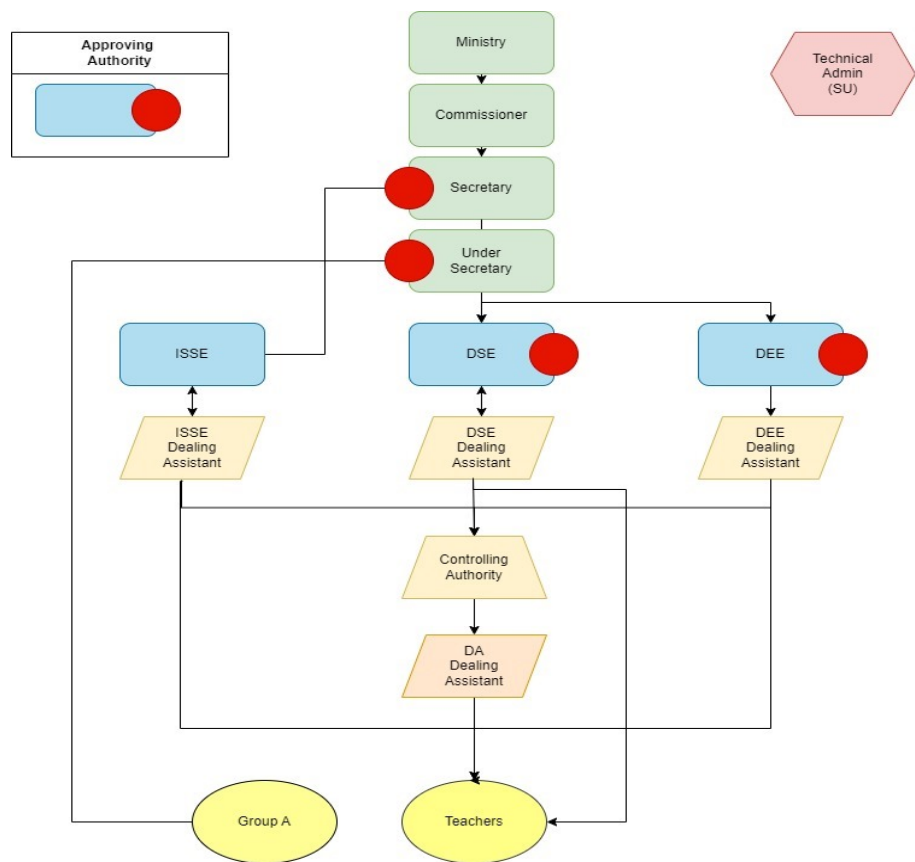 Approving
Authority
Ministry
Technical
Admin
(SU)
Commissioner
Secretary
Under
Secretary
ISSE
DSE
DEE
ISSE
Dealing
Assistant
DSE
Dealing
Assistant
DEE
Dealing
Assistant
Controlling
Authority
DA
Dealing
Assistant
Group A
Teachers